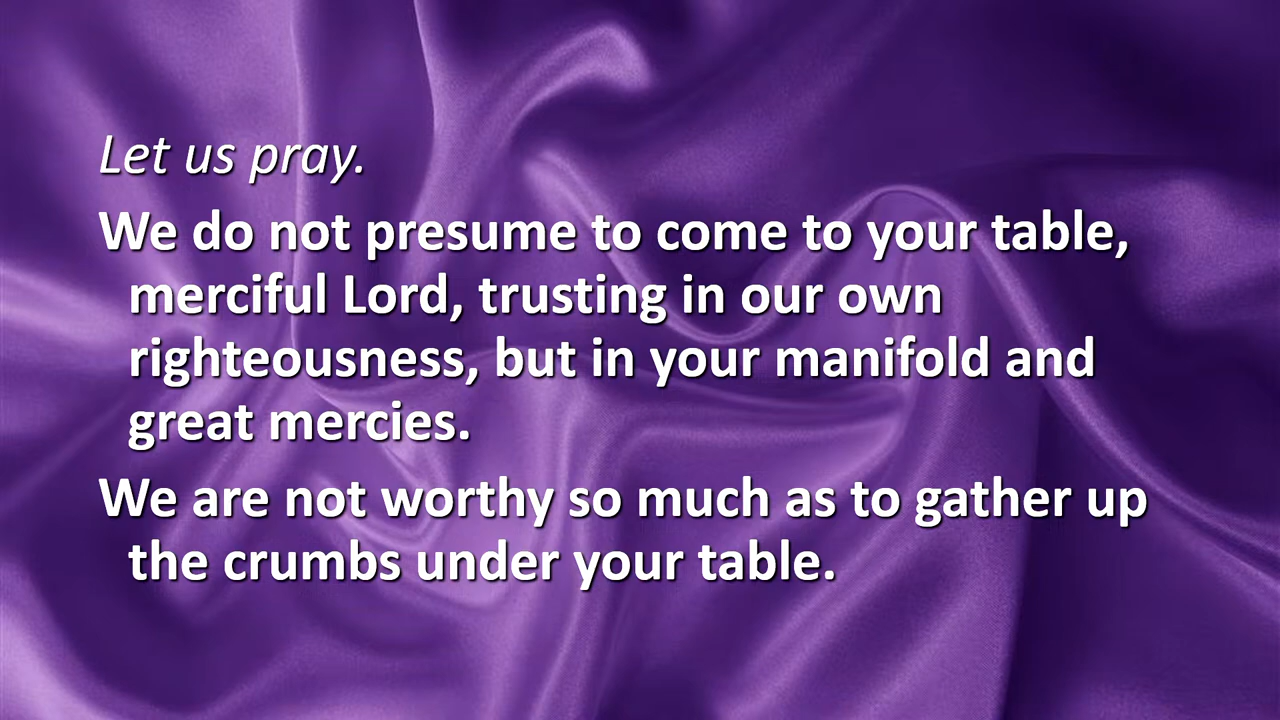 Let us pray.
We do not presume to come to your table,
merciful Lord, trusting in our own
righteousness, but in your manifold and
great mercies.
We are not worthy so much as to gather up
the crumbs under your table.